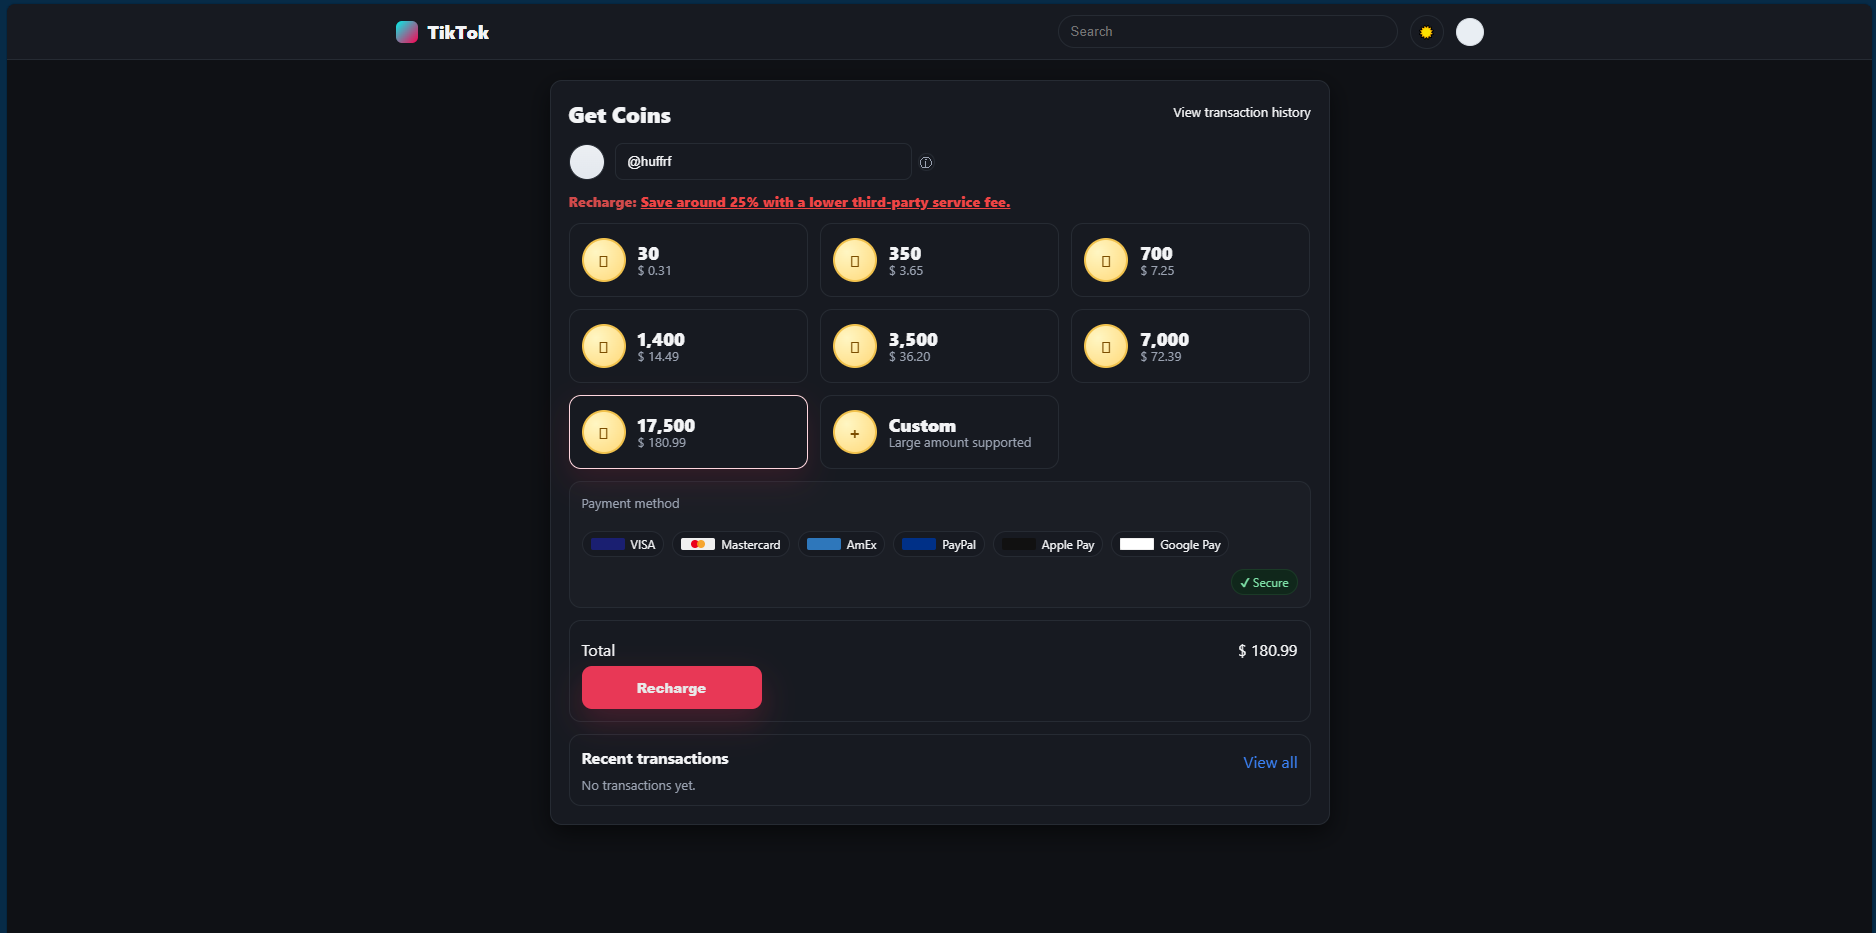 TikTok
Search
Get Coins
View transaction history
@huffrf
Recharge: Save around 25% with a lower third-party service fee.
30
$ 0.31
350
$ 3.65
700
$ 7.25
1,400
$ 14.49
3,500
$ 36.20
7,000
$ 72.39
17,500
$ 180.99
+
Custom
Large amount supported
Payment method
VISA
Mastercard
AmEx
PayPal
Apple Pay
Google Pay
✓ Secure
Total
$ 180.99
Recharge
Recent transactions
View all
No transactions yet.